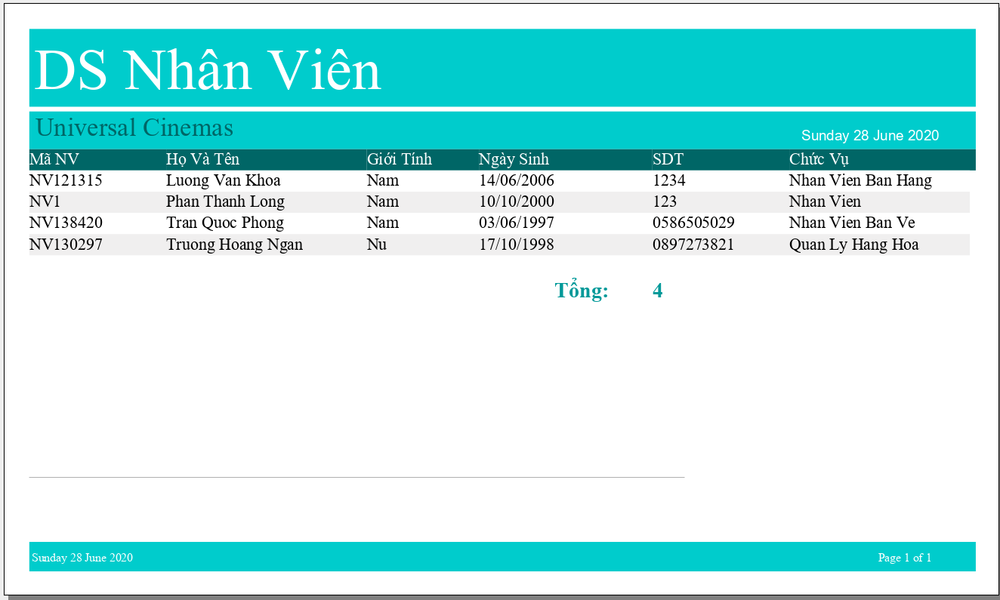 DS Nhân Viên
Universal Cinemas
Sunday 28 June 2020
Mã NV Họ Và Tên Giới Tính Ngày Sinh SDT Chức Vụ
NV121315 Luong Van Khoa Nam 14/06/2006 1234 Nhan Vien Ban Hang
NV1 Phan Thanh Long Nam 10/10/2000 123 Nhan Vien
NV138420 Tran Quoc Phong Nam 03/06/1997 0586505029 Nhan Vien Ban Ve
NV130297 Truong Hoang Ngan Nu 17/10/1998 0897273821 Quan Ly Hang Hoa
Tổng: 4
Sunday 28 June 2020 Page 1 of 1